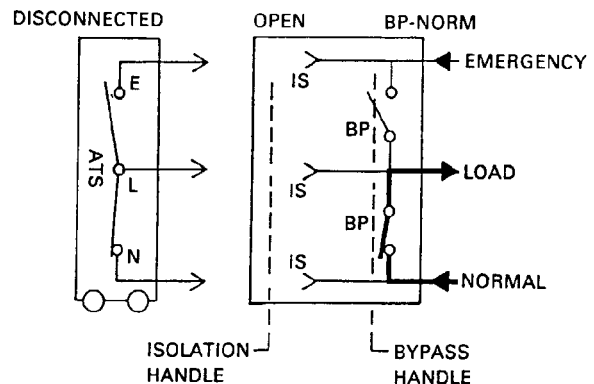 DISCONNECTED
OPEN
BP-NORM
E
ATS
L
N
IS
EMERGENCY
BP
IS
LOAD
BP
IS
NORMAL
ISOLATION
HANDLE
BYPASS
HANDLE